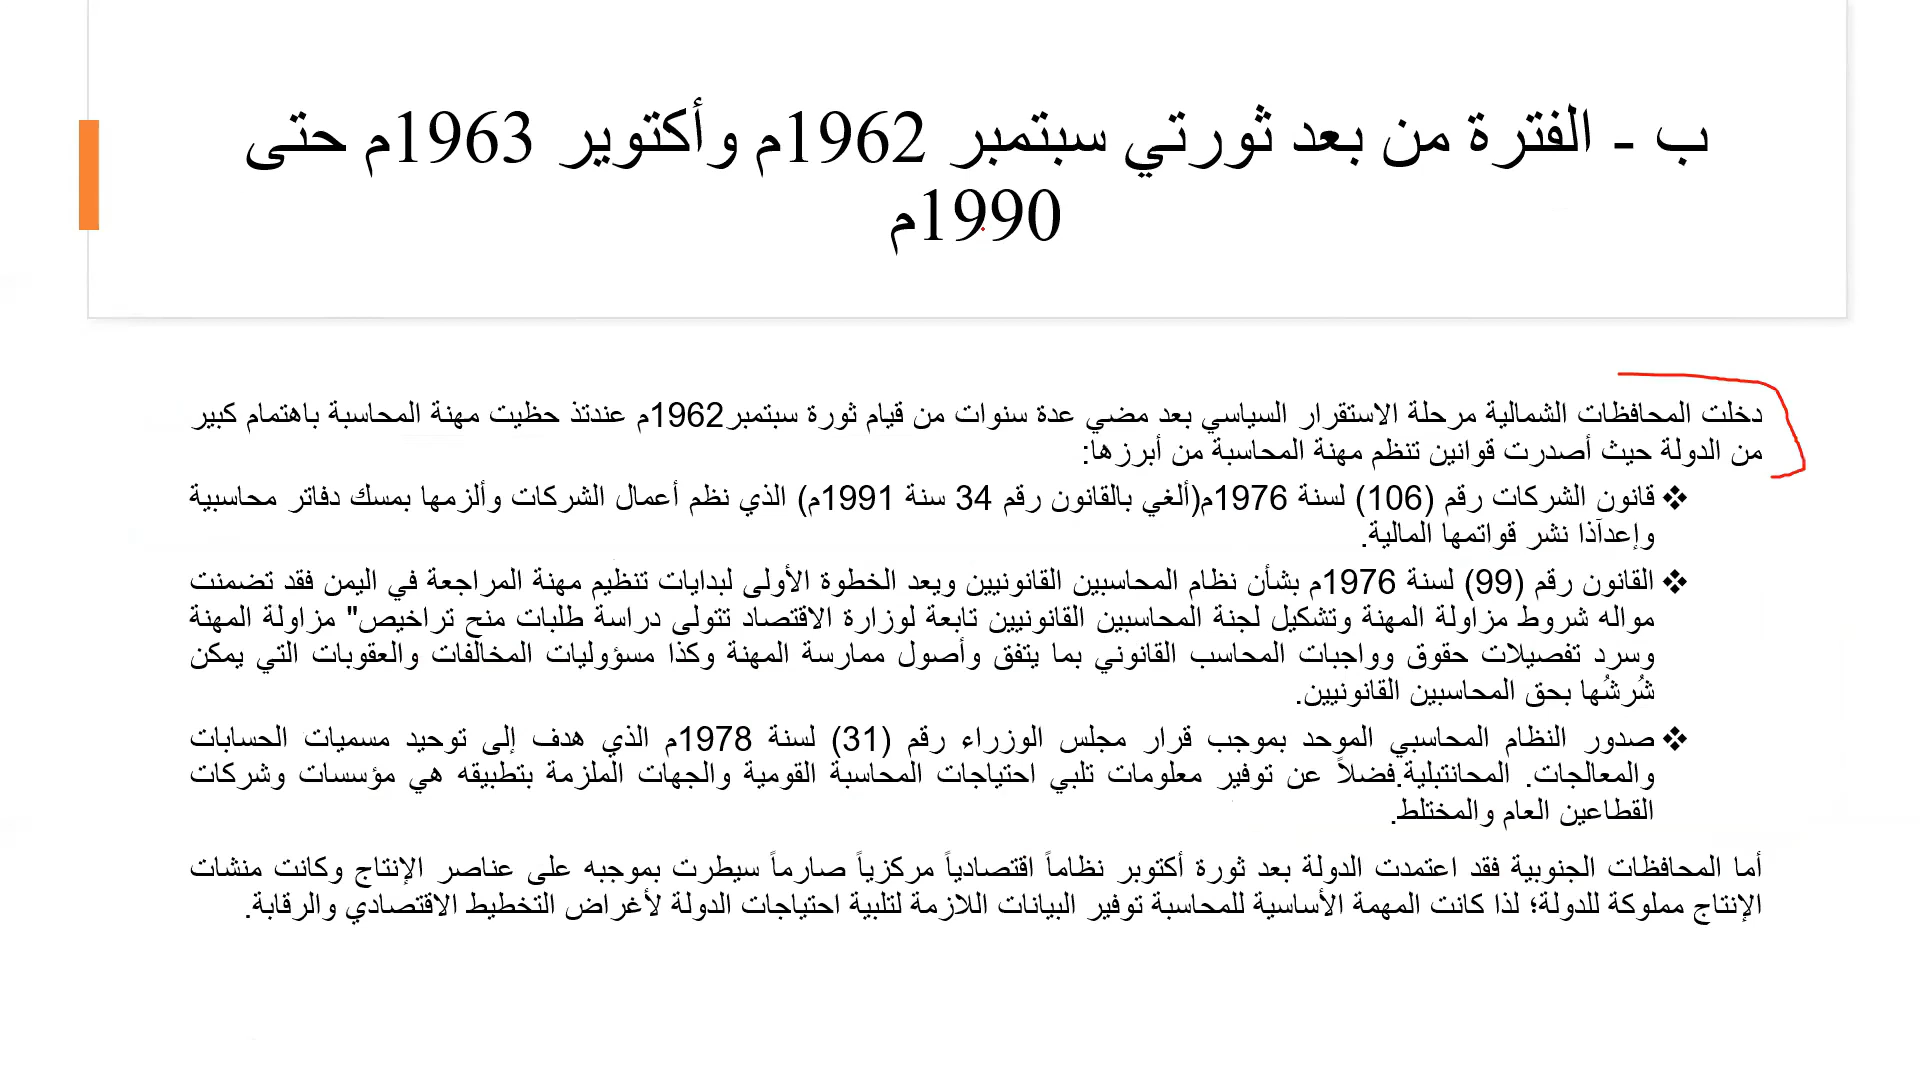 ب - الفترة من بعد ثورتي سبتمبر 1962م وأكتوير 1963م حتى
1990م
دخلت المحافظات الشمالية مرحلة الاستقرار السياسي بعد مضي عدة سنوات من قيام ثورة سبتمبر1962م عندتذ حظيت مهنة المحاسبة باهتمام كبير
من الدولة حيث أصدرت قوانين تنظم مهنة المحاسبة من أبرزها:
❖ قانون الشركات رقم (106) لسنة 1976م(ألغي بالقانون رقم 34 سنة 1991م) الذي نظم أعمال الشركات وألزمها بمسك دفاتر محاسبية
وإعدآذا نشر قواتمها المالية.
❖ القانون رقم (99) لسنة 1976م بشأن نظام المحاسبين القانونيين ويعد الخطوة الأولى لبدايات تنظيم مهنة المراجعة في اليمن فقد تضمنت
مواله شروط مزاولة المهنة وتشكيل لجنة المحاسبين القانونيين تابعة لوزارة الاقتصاد تتولى دراسة طلبات منح تراخيص" مزاولة المهنة
وسرد تفصيلات حقوق وواجبات المحاسب القانوني بما يتفق وأصول ممارسة المهنة وكذا مسؤوليات المخالفات والعقوبات التي يمكن
شُرشُها بحق المحاسبين القانونيين.
❖ صدور النظام المحاسبي الموحد بموجب قرار مجلس الوزراء رقم (31) لسنة 1978م الذي هدف إلى توحيد مسميات الحسابات
والمعالجات. المحانتبلية.فضلاً عن توفير معلومات تلبي احتياجات المحاسبة القومية والجهات الملزمة بتطبيقه هي مؤسسات وشركات
القطاعين العام والمختلط.
أما المحافظات الجنوبية فقد اعتمدت الدولة بعد ثورة أكتوبر نظاماً اقتصادياً مركزياً صارماً سيطرت بموجبه على عناصر الإنتاج وكانت منشات
الإنتاج مملوكة للدولة؛ لذا كانت المهمة الأساسية للمحاسبة توفير البيانات اللازمة لتلبية احتياجات الدولة لأغراض التخطيط الاقتصادي والرقابة.